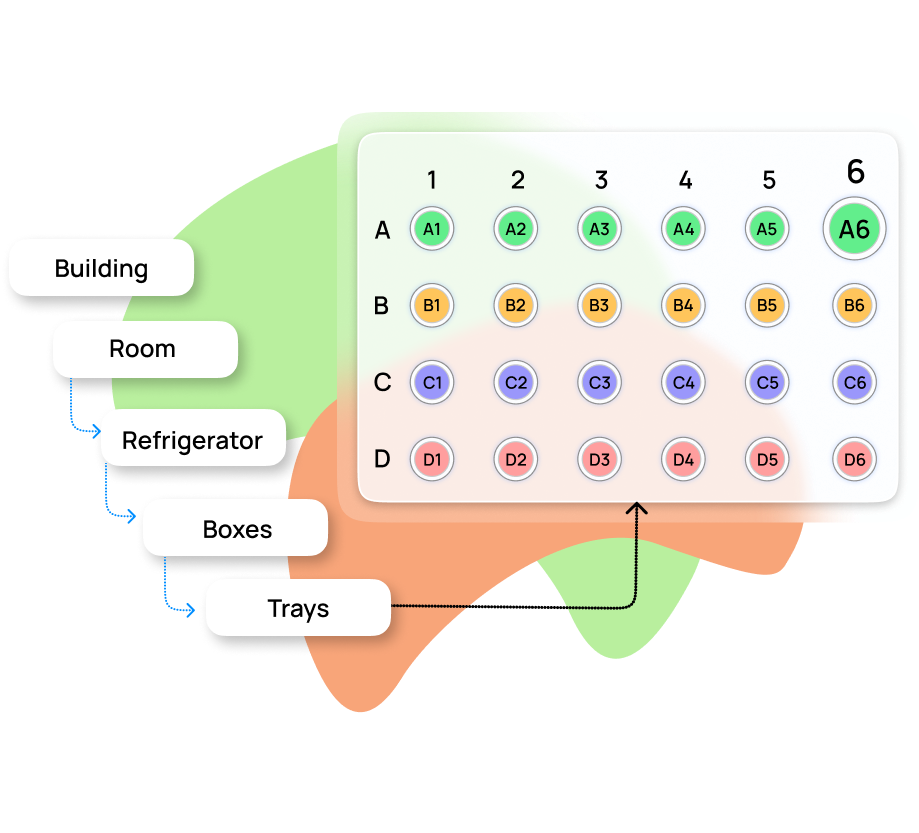 Building
Room
Refrigerator
Boxes
Trays
1 2 3 4 5 6
A A1 A2 A3 A4 A5 A6
B B1 B2 B3 B4 B5 B6
C C1 C2 C3 C4 C5 C6
D D1 D2 D3 D4 D5 D6